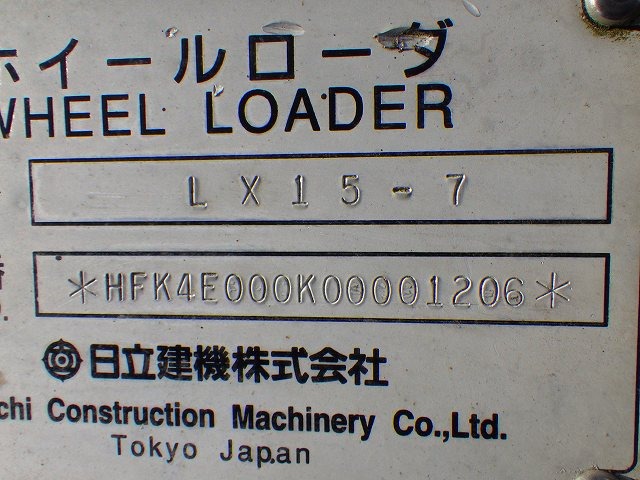 ホイールローダ
WHEEL LOADER
LX15-7
*HFK4E000K00001206*
日立建機株式会社
chi Construction Machinery Co.,Ltd.
Tokyo Japan